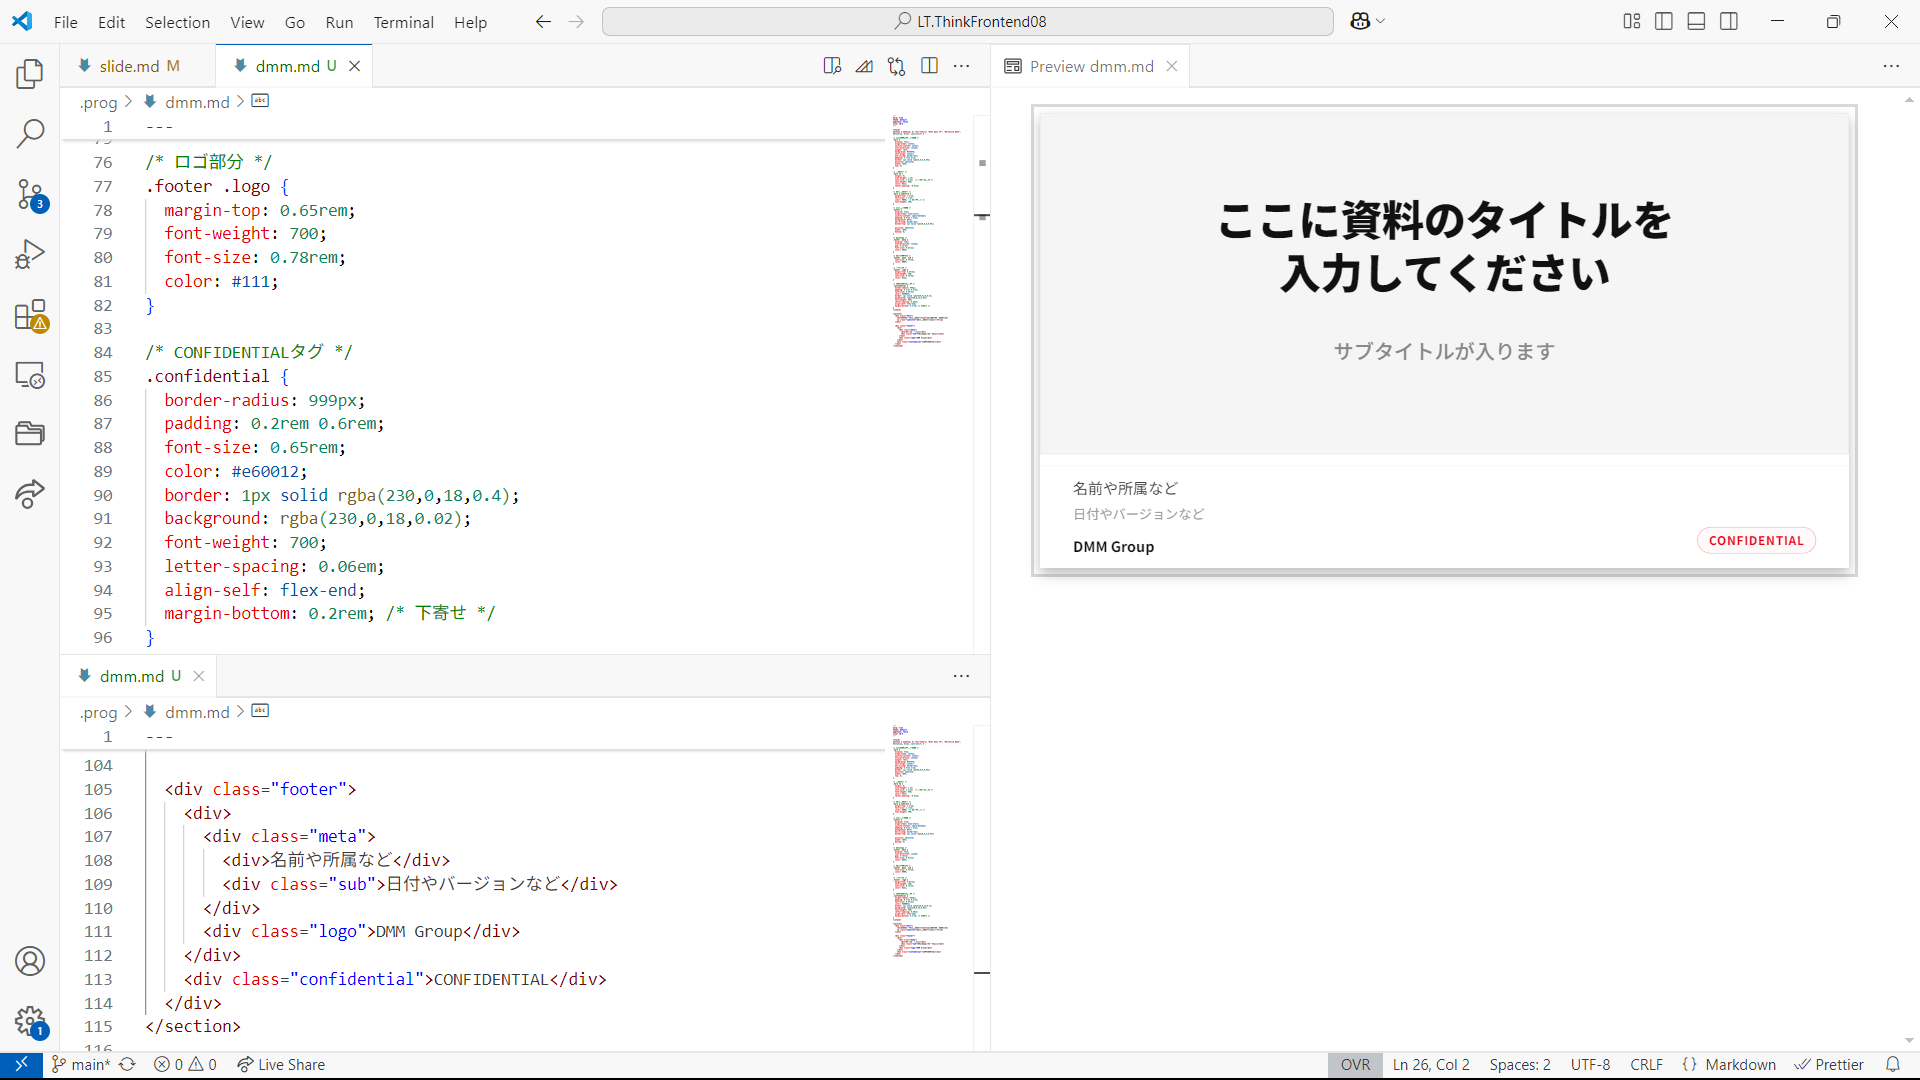 File Edit Selection View Go Run Terminal Help
LT.ThinkFrontend08
slide.md M
dmm.md U
.prog > dmm.md >
1 ---
76 /* ロゴ部分 */
77 .footer .logo {
78 margin-top: 0.65rem;
79 font-weight: 700;
80 font-size: 0.78rem;
81 color: #111;
82 }
83
84 /* CONFIDENTIALタグ */
85 .confidential {
86 border-radius: 999px;
87 padding: 0.2rem 0.6rem;
88 font-size: 0.65rem;
89 color: #e60012;
90 border: 1px solid rgba(230,0,18,0.4);
91 background: rgba(230,0,18,0.02);
92 font-weight: 700;
93 letter-spacing: 0.06em;
94 align-self: flex-end;
95 margin-bottom: 0.2rem; /* 下寄せ */
96 }
dmm.md U
.prog > dmm.md >
1 ---
104
105 <div class="footer">
106 <div>
107 <div class="meta">
108 <div>名前や所属など</div>
109 <div class="sub">日付やバージョンなど</div>
110 </div>
111 <div class="logo">DMM Group</div>
112 </div>
113 <div class="confidential">CONFIDENTIAL</div>
114 </div>
115 </section>
Preview dmm.md
ここに資料のタイトルを
入力してください
サブタイトルが入ります
名前や所属など
日付やバージョンなど
DMM Group
CONFIDENTIAL
3
1
main* 0 0 Live Share
OVR Ln 26, Col 2 Spaces: 2 UTF-8 CRLF {} Markdown Prettier